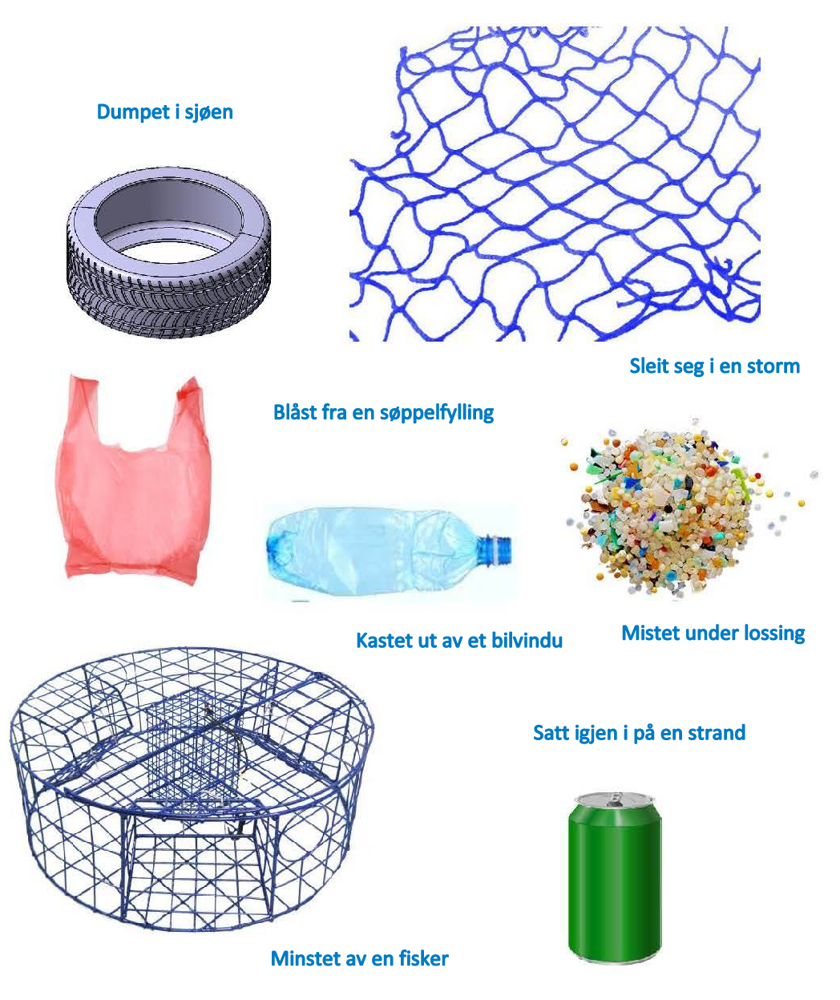 Dumpet i sjøen
Sleit seg i en storm
Blåst fra en søppelfylling
Kastet ut av et bilvindu
Mistet under lossing
Satt igjen i på en strand
Minstet av en fisker